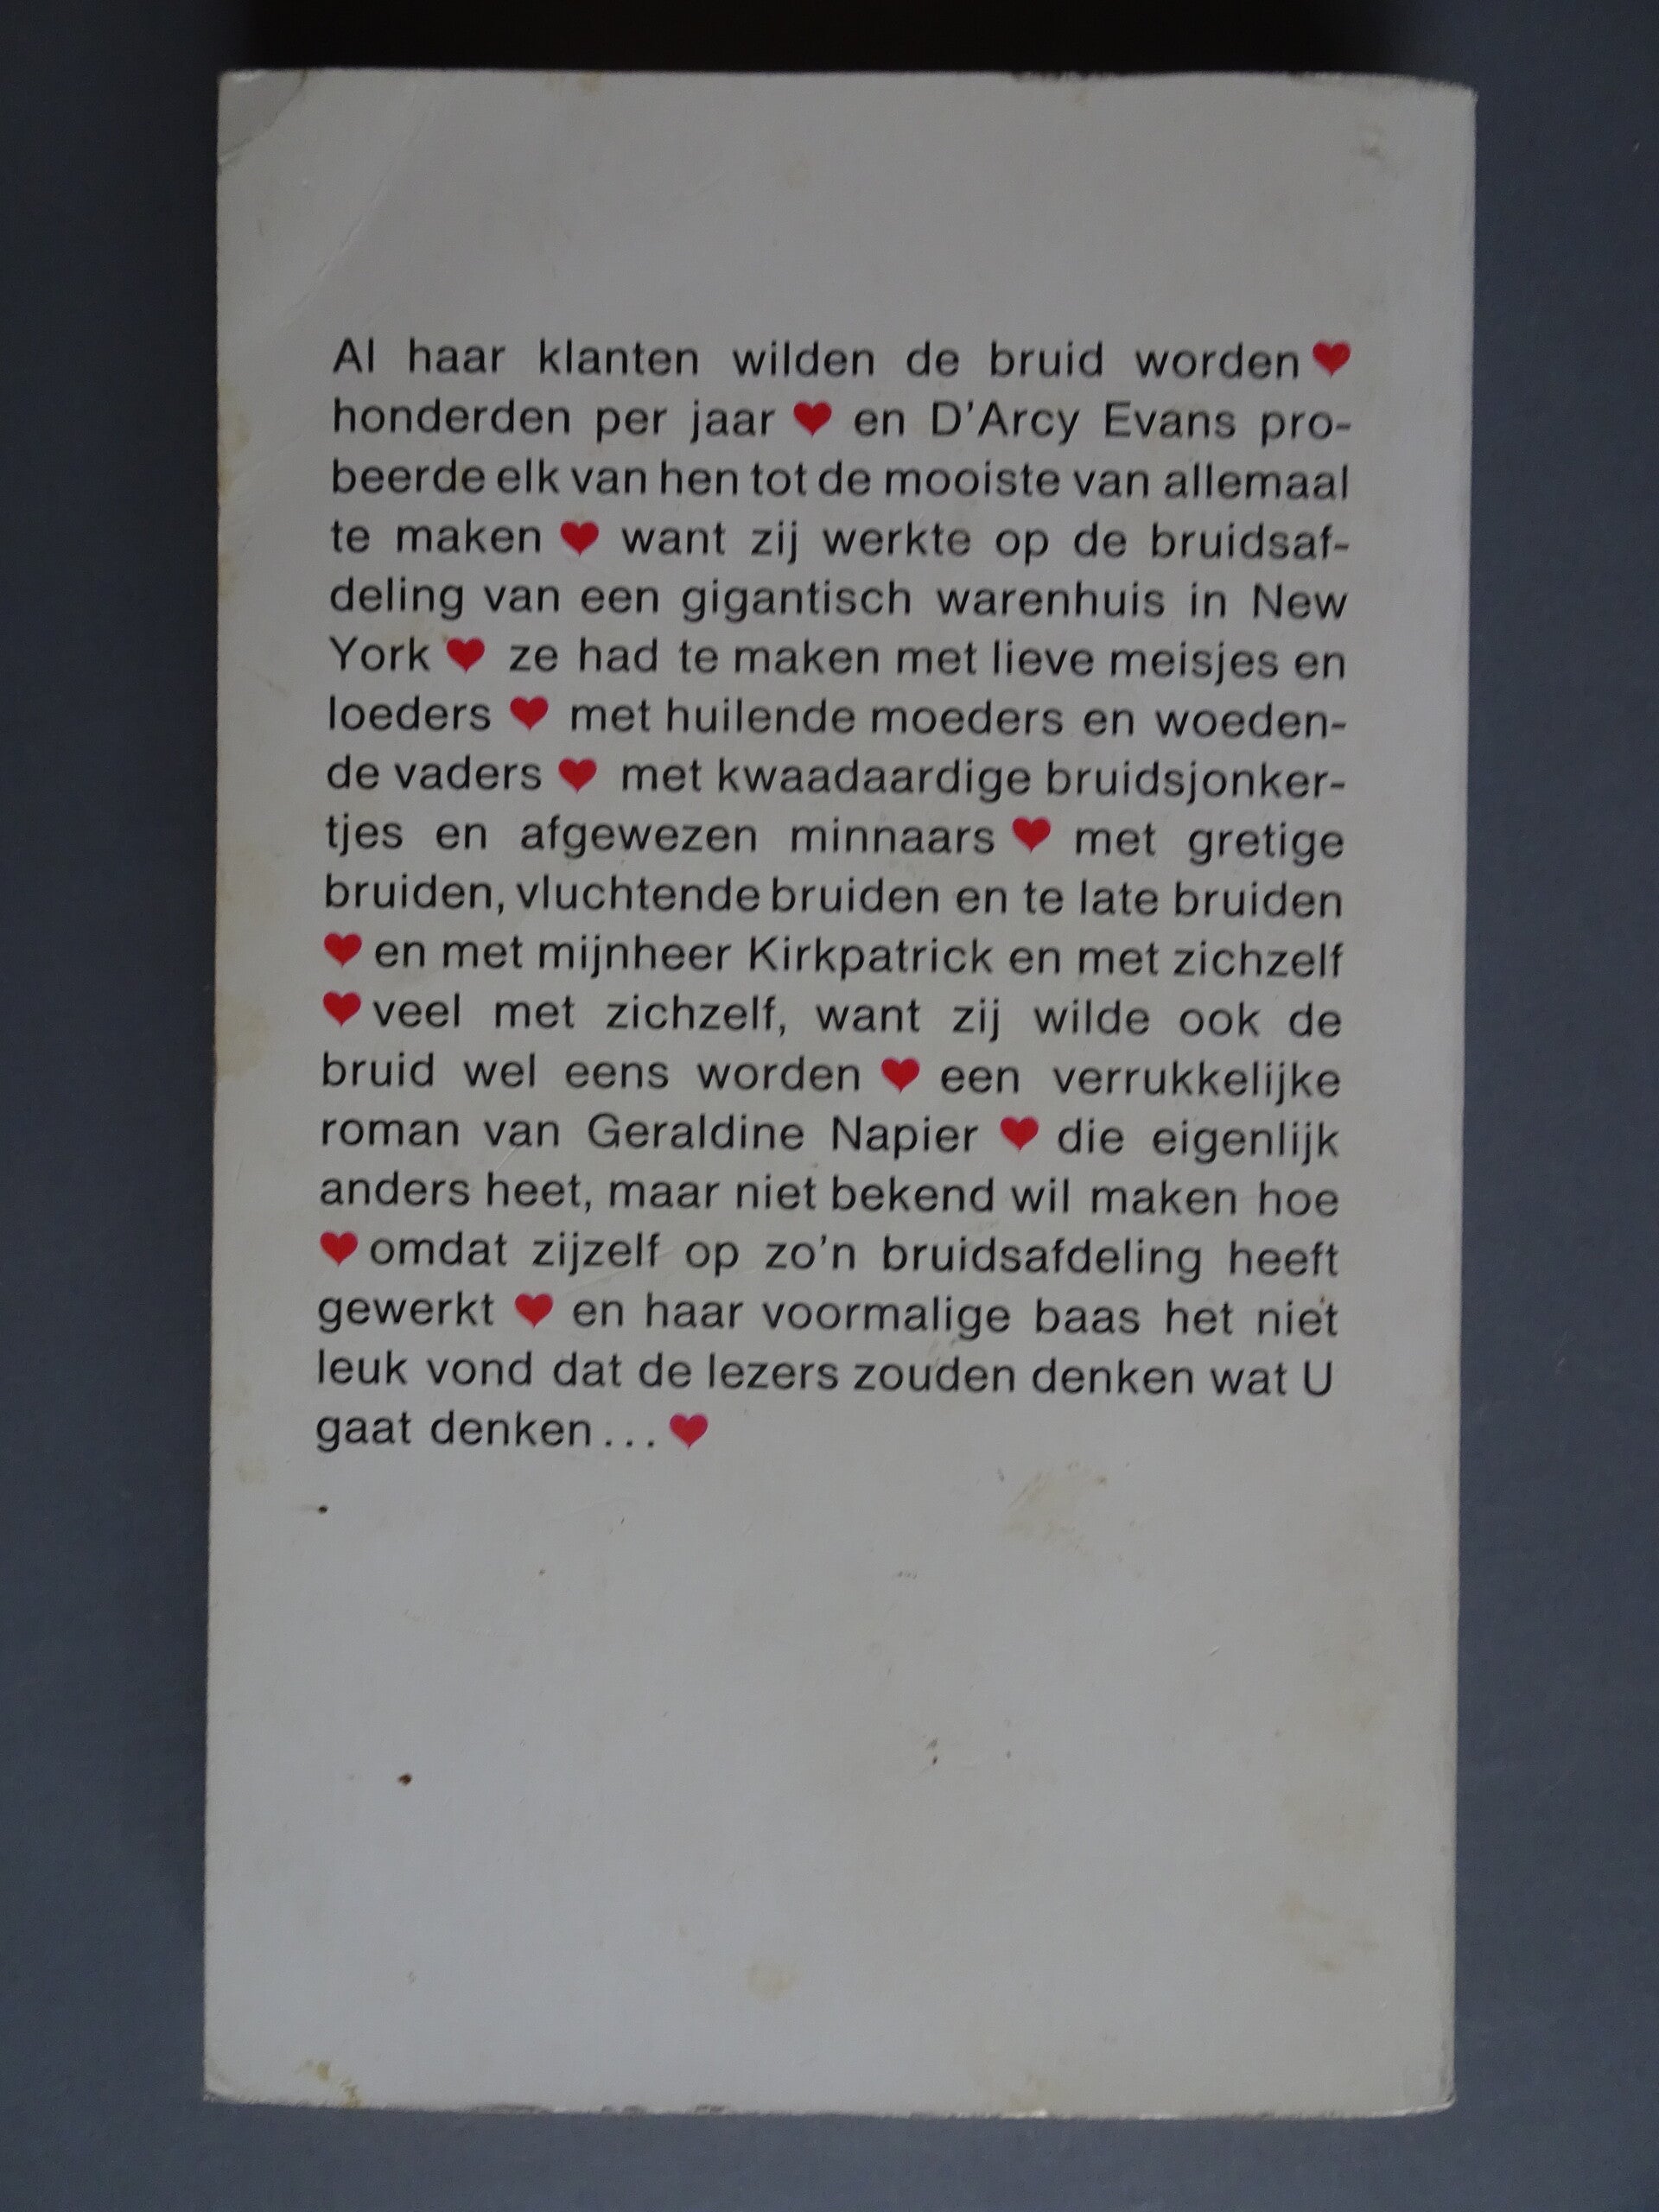 Al haar klanten wilden de bruid worden ♥
honderden per jaar ♥ en D'Arcy Evans pro-
beerde elk van hen tot de mooiste van allemaal
te maken ♥ want zij werkte op de bruidsaf-
deling van een gigantisch warenhuis in New
York ♥ ze had te maken met lieve meisjes en
loeders ♥ met huilende moeders en woeden-
de vaders ♥ met kwaadaardige bruidsjonker-
tjes en afgewezen minnaars ♥ met gretige
bruiden, vluchtende bruiden en te late bruiden
♥ en met mijnheer Kirkpatrick en met zichzelf
♥ veel met zichzelf, want zij wilde ook de
bruid wel eens worden ♥ een verrukkelijke
roman van Geraldine Napier ♥ die eigenlijk
anders heet, maar niet bekend wil maken hoe
♥ omdat zijzelf op zo'n bruidsafdeling heeft
gewerkt ♥ en haar voormalige baas het niet
leuk vond dat de lezers zouden denken wat U
gaat denken... ♥